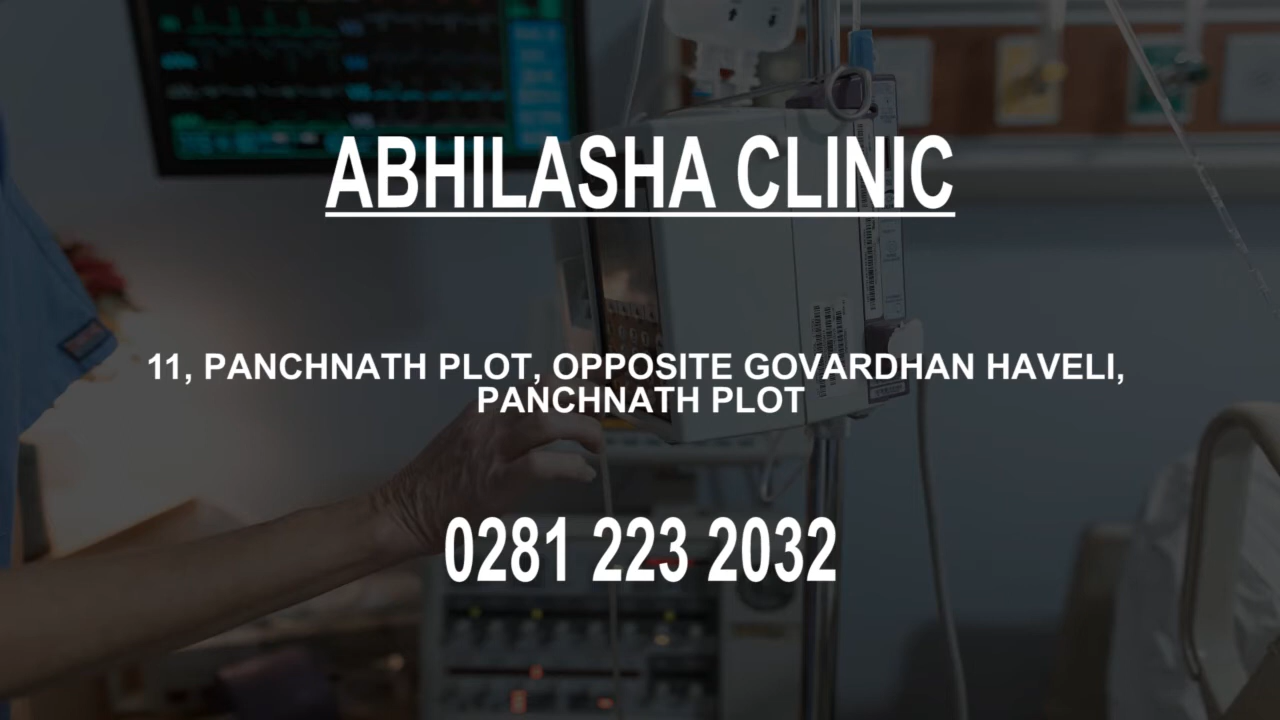 ABHILASHA CLINIC
11, PANCHNATH PLOT, OPPOSITE GOVARDHAN HAVELI,
PANCHNATH PLOT
0281 223 2032